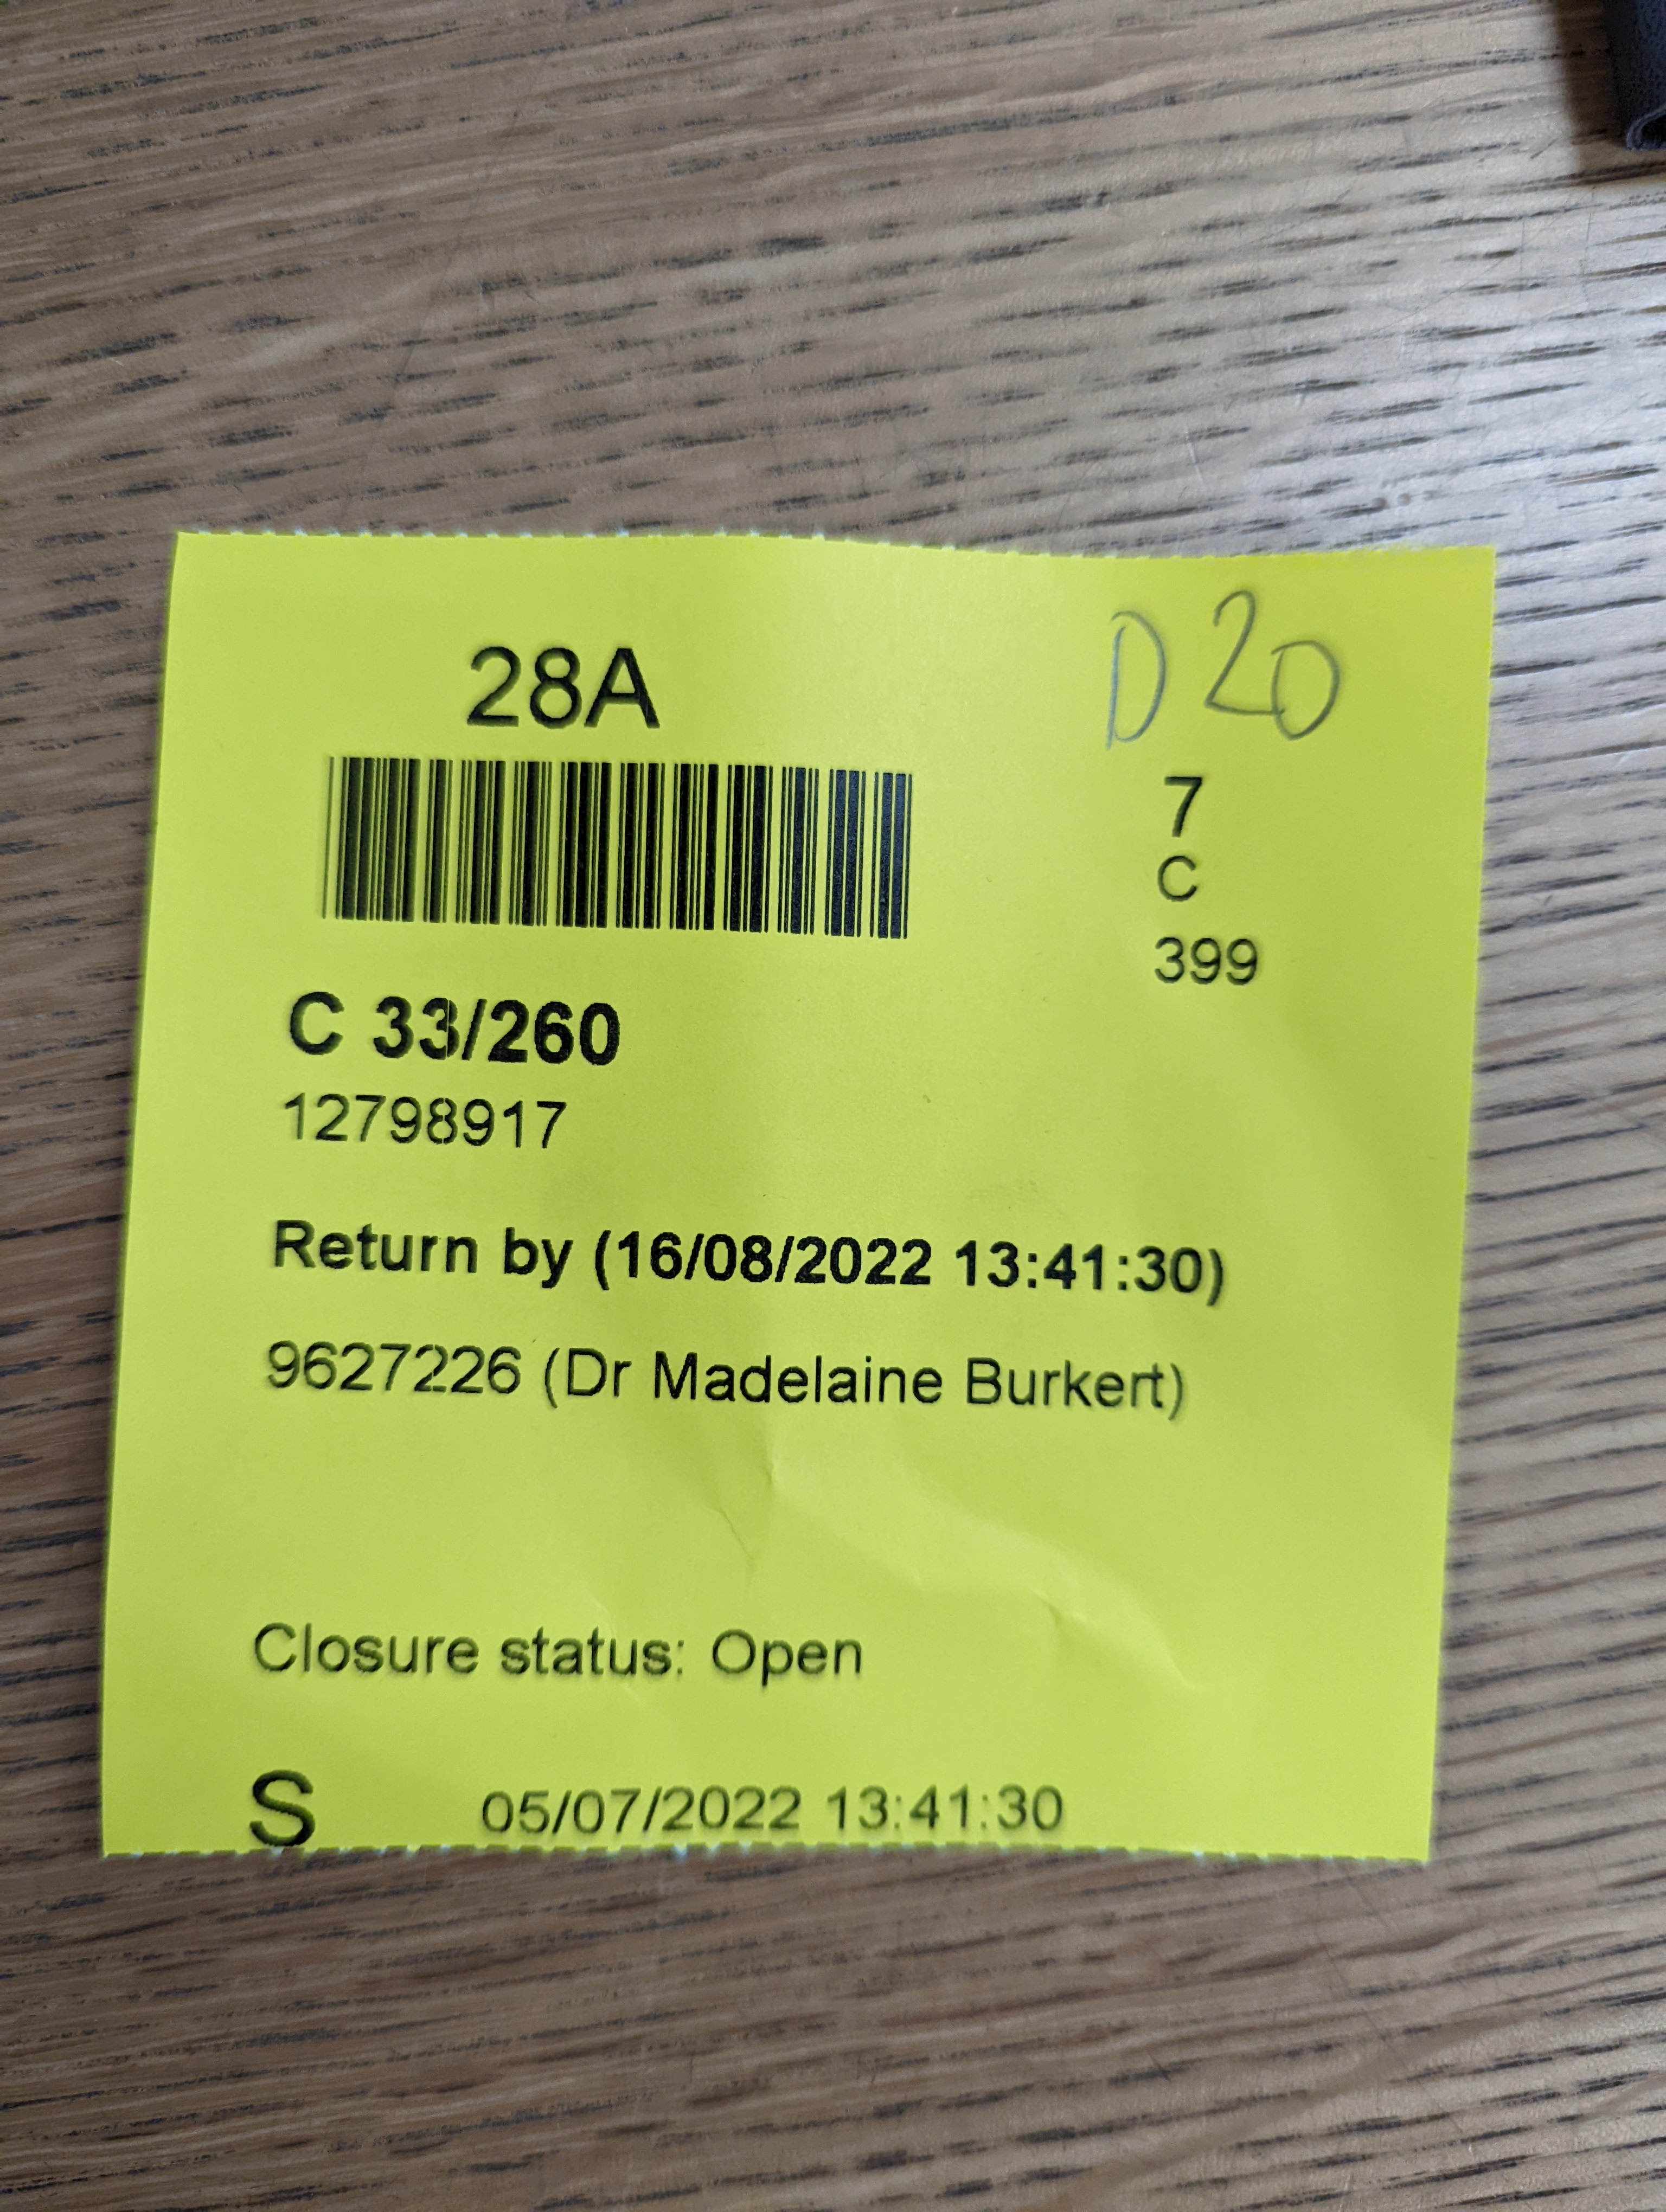 28A
D20
7
C
399
C 33/260
12798917
Return by (16/08/2022 13:41:30)
9627226 (Dr Madelaine Burkert)
Closure status: Open
S 05/07/2022 13:41:30